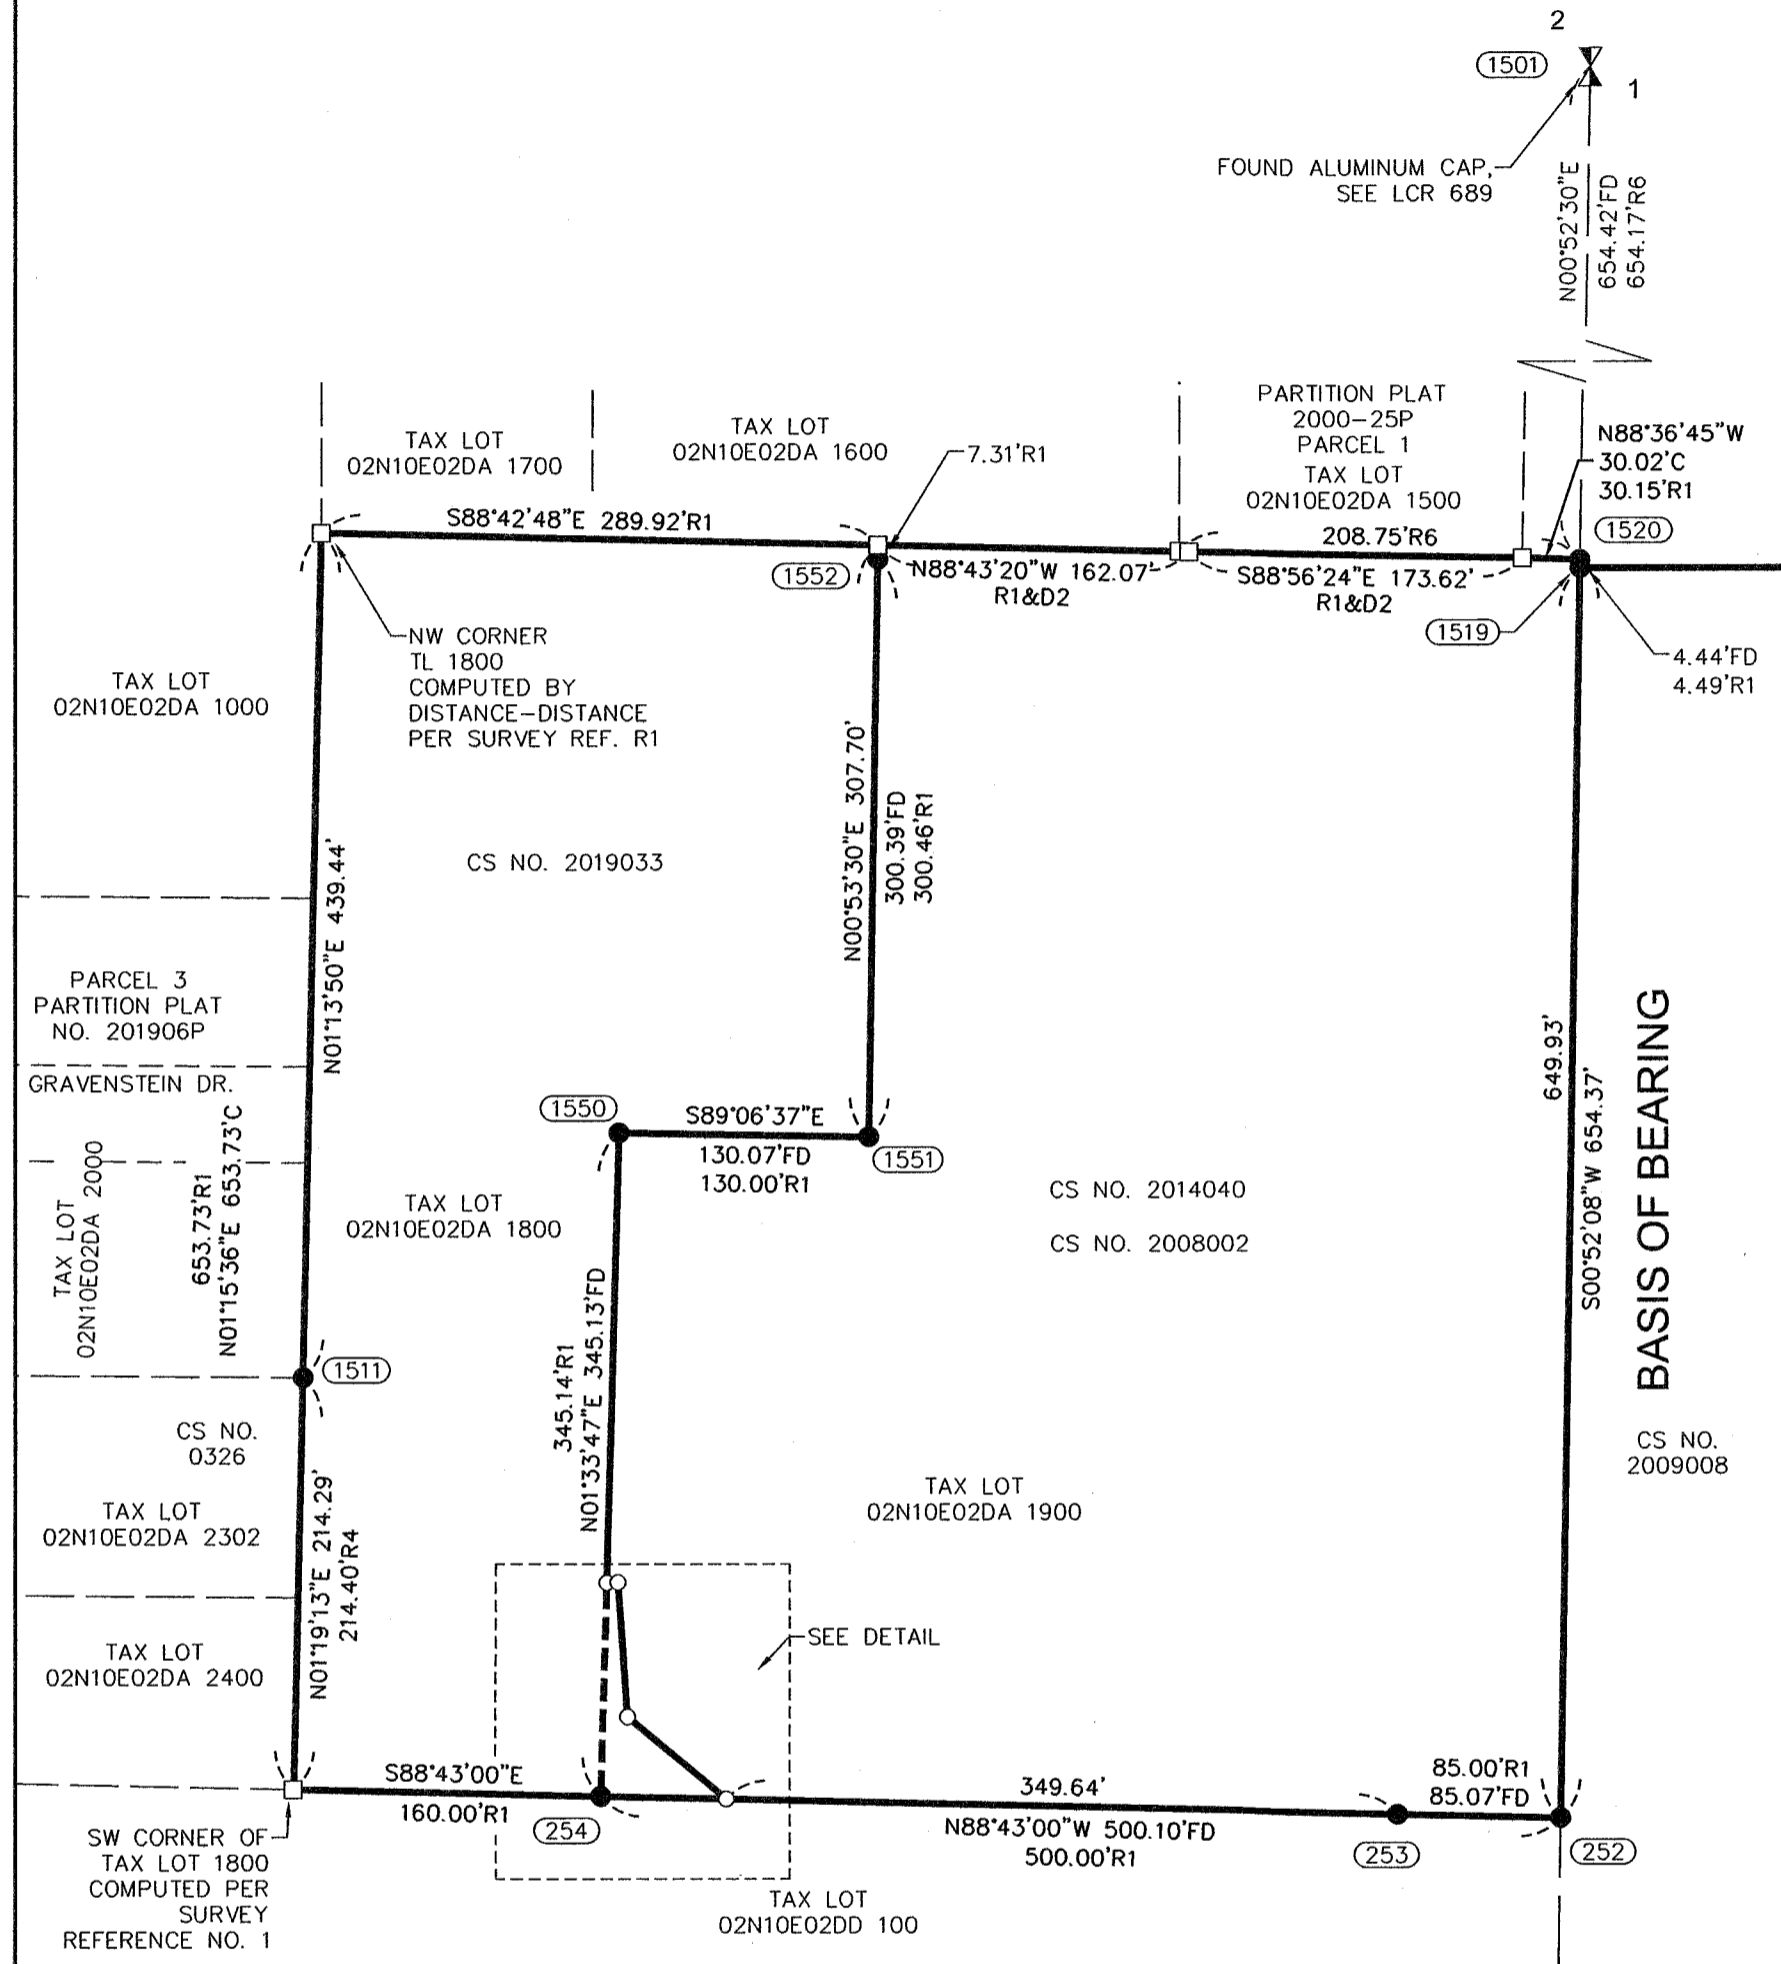 2
1501
1
FOUND ALUMINUM CAP,
SEE LCR 689
N00°52'30"E
654.42'FD
654.17'R6
PARTITION PLAT
2000-25P
PARCEL 1
TAX LOT
02N10E02DA 1500
TAX LOT
02N10E02DA 1700
TAX LOT
02N10E02DA 1600
7.31'R1
N88°36'45"W
30.02'C
30.15'R1
1520
S88°42'48"E 289.92'R1
208.75'R6
1552
N88°43'20"W 162.07'
R1&D2
S88°56'24"E 173.62'
R1&D2
1519
4.44'FD
4.49'R1
NW CORNER
TL 1800
COMPUTED BY
DISTANCE-DISTANCE
PER SURVEY REF. R1
TAX LOT
02N10E02DA 1000
N01°13'50"E 439.44'
CS NO. 2019033
N00°53'30"E 307.70'
300.39'FD
300.46'R1
PARCEL 3
PARTITION PLAT
NO. 201906P
GRAVENSTEIN DR.
TAX LOT
02N10E02DA 2000
653.73'R1
N01°15'36"E 653.73'C
1550
S89°06'37"E
130.07'FD
130.00'R1
1551
TAX LOT
02N10E02DA 1800
CS NO. 2014040
CS NO. 2008002
649.93'
S00°52'08"W 654.37'
BASIS OF BEARING
1511
345.14'R1
N01°33'47"E 345.13'FD
CS NO.
0326
CS NO.
2009008
TAX LOT
02N10E02DA 2302
N01°19'13"E 214.29'
214.40'R4
TAX LOT
02N10E02DA 1900
TAX LOT
02N10E02DA 2400
SEE DETAIL
S88°43'00"E
160.00'R1
254
349.64'
N88°43'00"W 500.10'FD
500.00'R1
85.00'R1
85.07'FD
253
252
SW CORNER OF
TAX LOT 1800
COMPUTED PER
SURVEY
REFERENCE NO. 1
TAX LOT
02N10E02DD 100